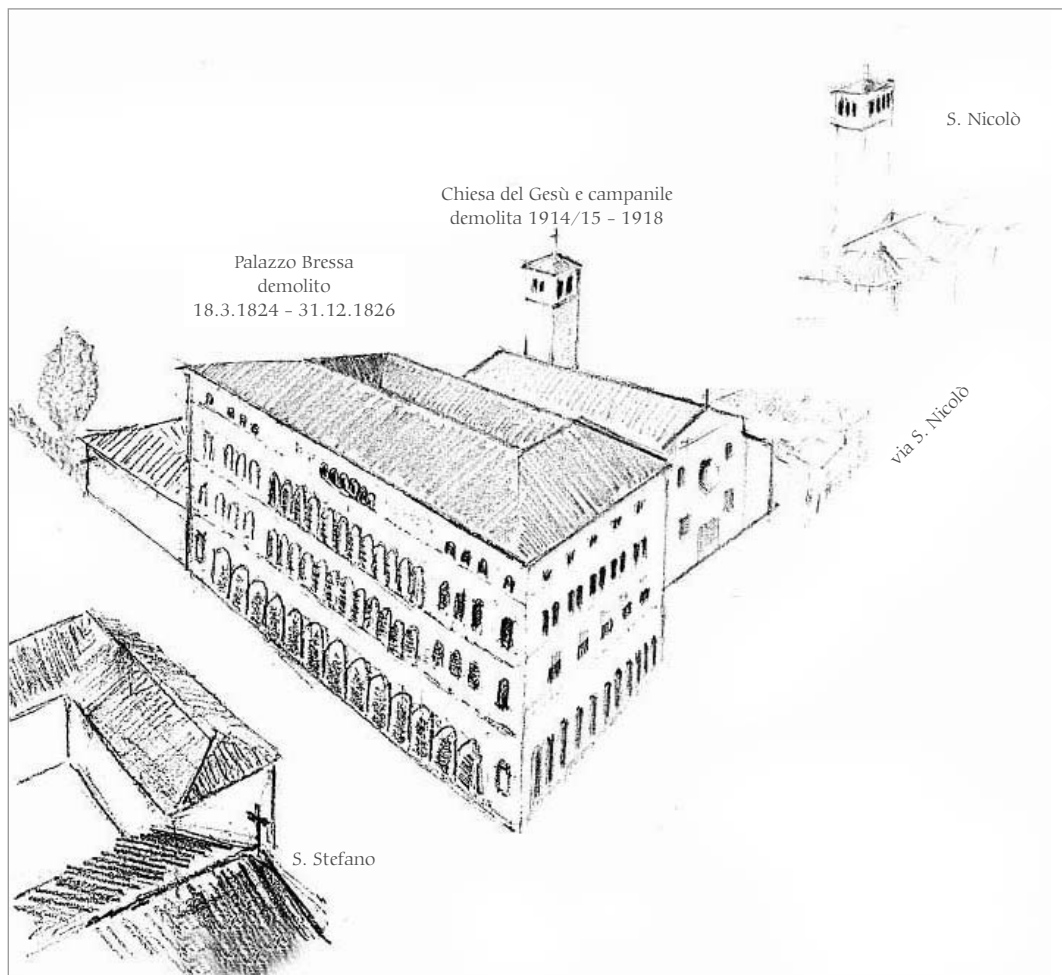 S. Nicolò
Chiesa del Gesù e campanile
demolita 1914/15 - 1918
Palazzo Bressa
demolito
18.3.1824 - 31.12.1826
via S. Nicolò
S. Stefano